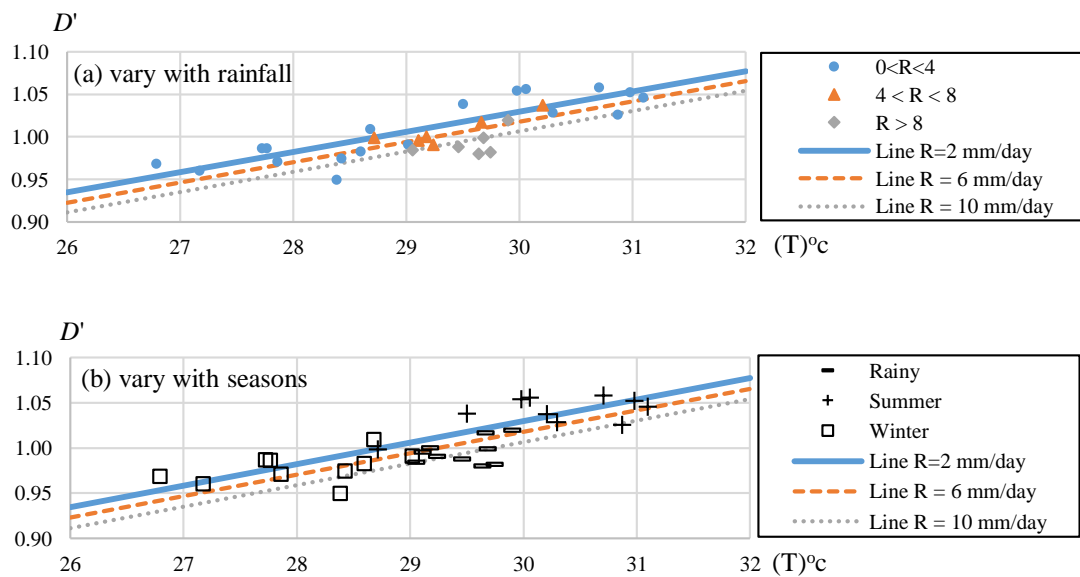 D'
1.10
(a) vary with rainfall
1.05
1.00
0.95
0.90
26 27 28 29 30 31 32
(T)ºc
0<R<4
4 < R < 8
R > 8
Line R=2 mm/day
Line R = 6 mm/day
Line R = 10 mm/day
D'
1.10
(b) vary with seasons
1.05
1.00
0.95
0.90
26 27 28 29 30 31 32
(T)ºc
Rainy
Summer
Winter
Line R=2 mm/day
Line R = 6 mm/day
Line R = 10 mm/day